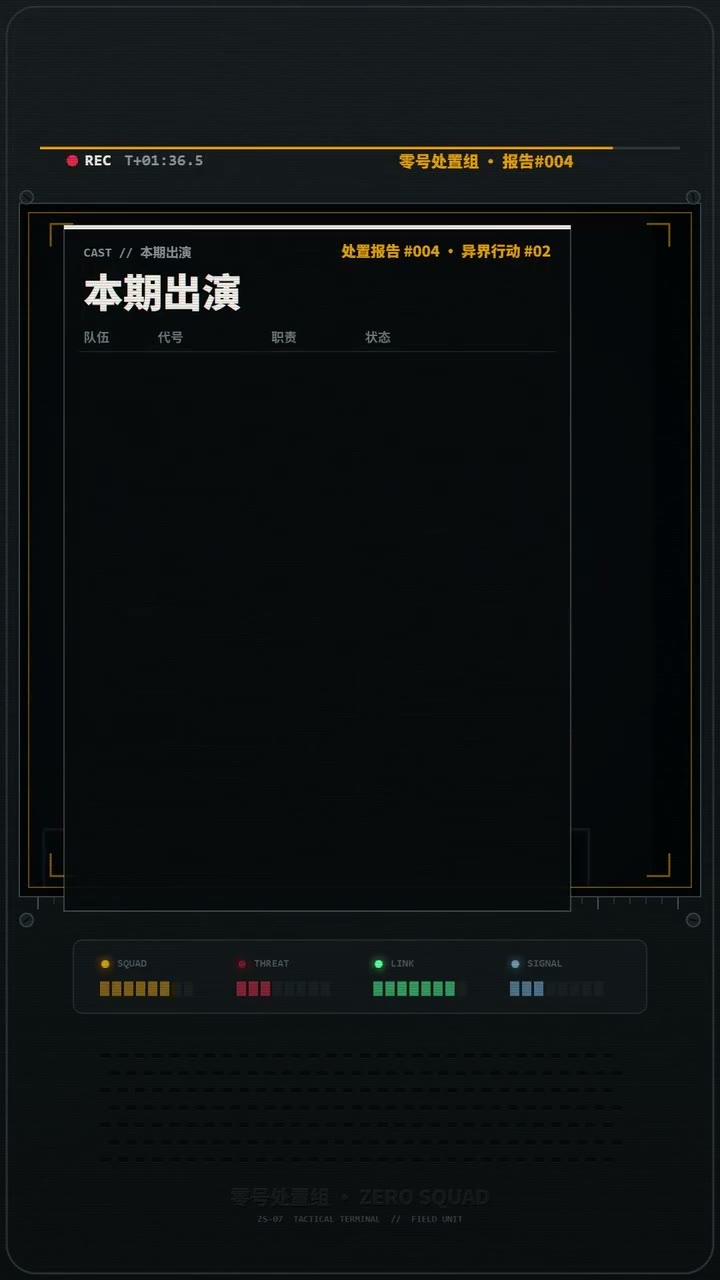 REC T+01:36.5 零号处置组 · 报告#004
CAST // 本期出演 处置报告 #004 · 异界行动 #02
本期出演
队伍 代号 职责 状态
SQUAD THREAT LINK SIGNAL
零号处置组 · ZERO SQUAD
ZS-07 TACTICAL TERMINAL // FIELD UNIT